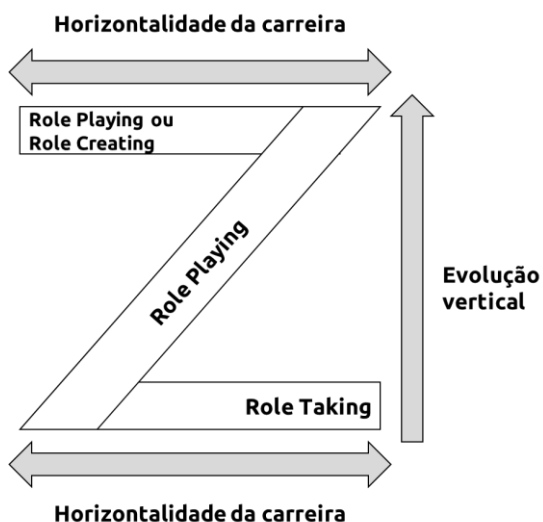 Horizontalidade da carreira
Role Playing ou
Role Creating
Role Playing
Evolução
vertical
Role Taking
Horizontalidade da carreira